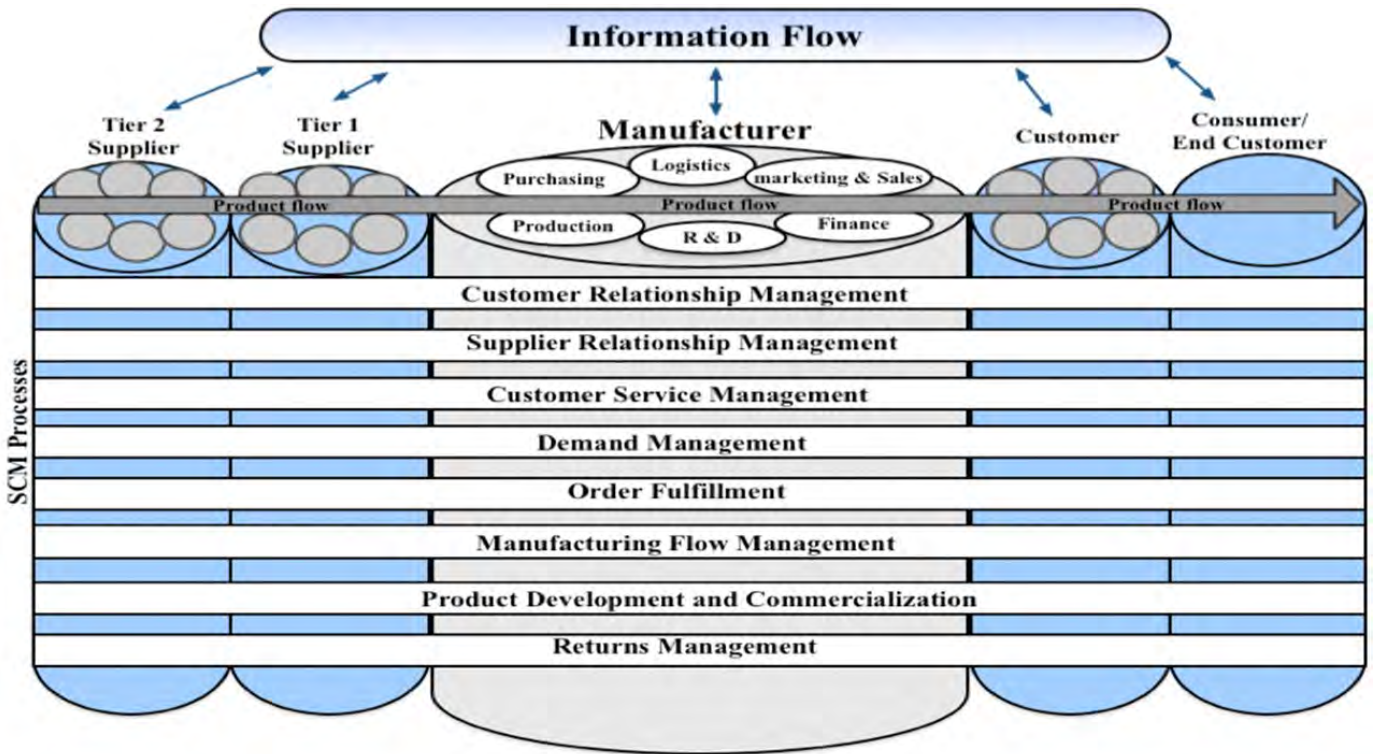 Information Flow
Tier 2
Supplier
Tier 1
Supplier
Manufacturer
Customer
Consumer/
End Customer
Purchasing
Logistics
marketing & Sales
Product flow
Product flow
Product flow
Production
R & D
Finance
SCM Processes
Customer Relationship Management
Supplier Relationship Management
Customer Service Management
Demand Management
Order Fulfillment
Manufacturing Flow Management
Product Development and Commercialization
Returns Management